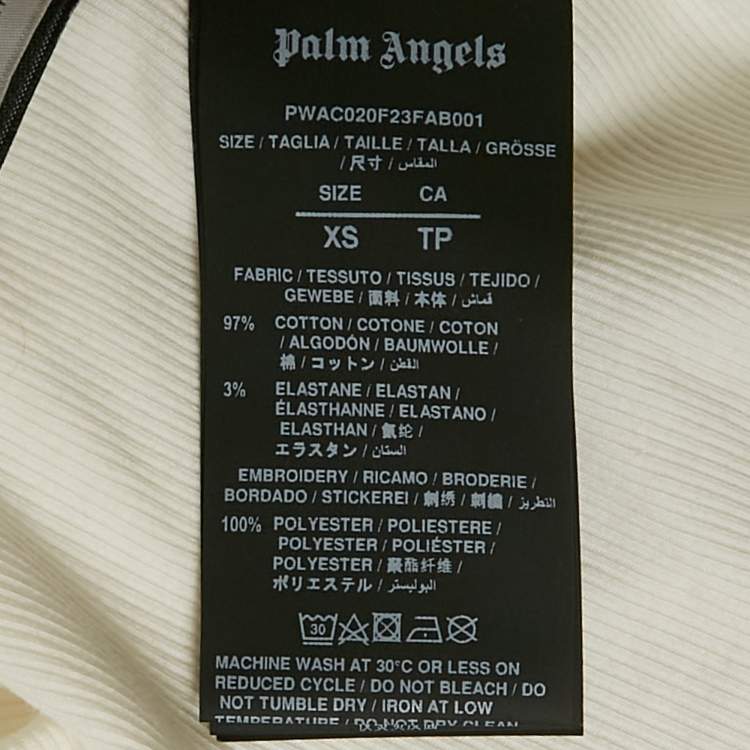 Palm Angels
PWAC020F23FAB001
SIZE / TAGLIA / TAILLE / TALLA / GRÖSSE
/ 尺寸 / المقاس
SIZE CA
XS TP
FABRIC / TESSUTO / TISSUS / TEJIDO /
GEWEBE / 面料 / 本体 / قماش
97% COTTON / COTONE / COTON
/ ALGODÓN / BAUMWOLLE /
棉 / コットン / القطن
3% ELASTANE / ELASTAN /
ÉLASTHANNE / ELASTANO /
ELASTHAN / 氨纶 /
エラスタン / الستان
EMBROIDERY / RICAMO / BRODERIE /
BORDADO / STICKEREI / 刺绣 / 刺繍 / التطريز
100% POLYESTER / POLIESTERE /
POLYESTER / POLIÉSTER /
POLYESTER / 聚酯纤维 /
ポリエステル / البوليستر
30
MACHINE WASH AT 30°C OR LESS ON
REDUCED CYCLE / DO NOT BLEACH / DO
NOT TUMBLE DRY / IRON AT LOW
TEMPERATURE / DO NOT DRY CLEAN